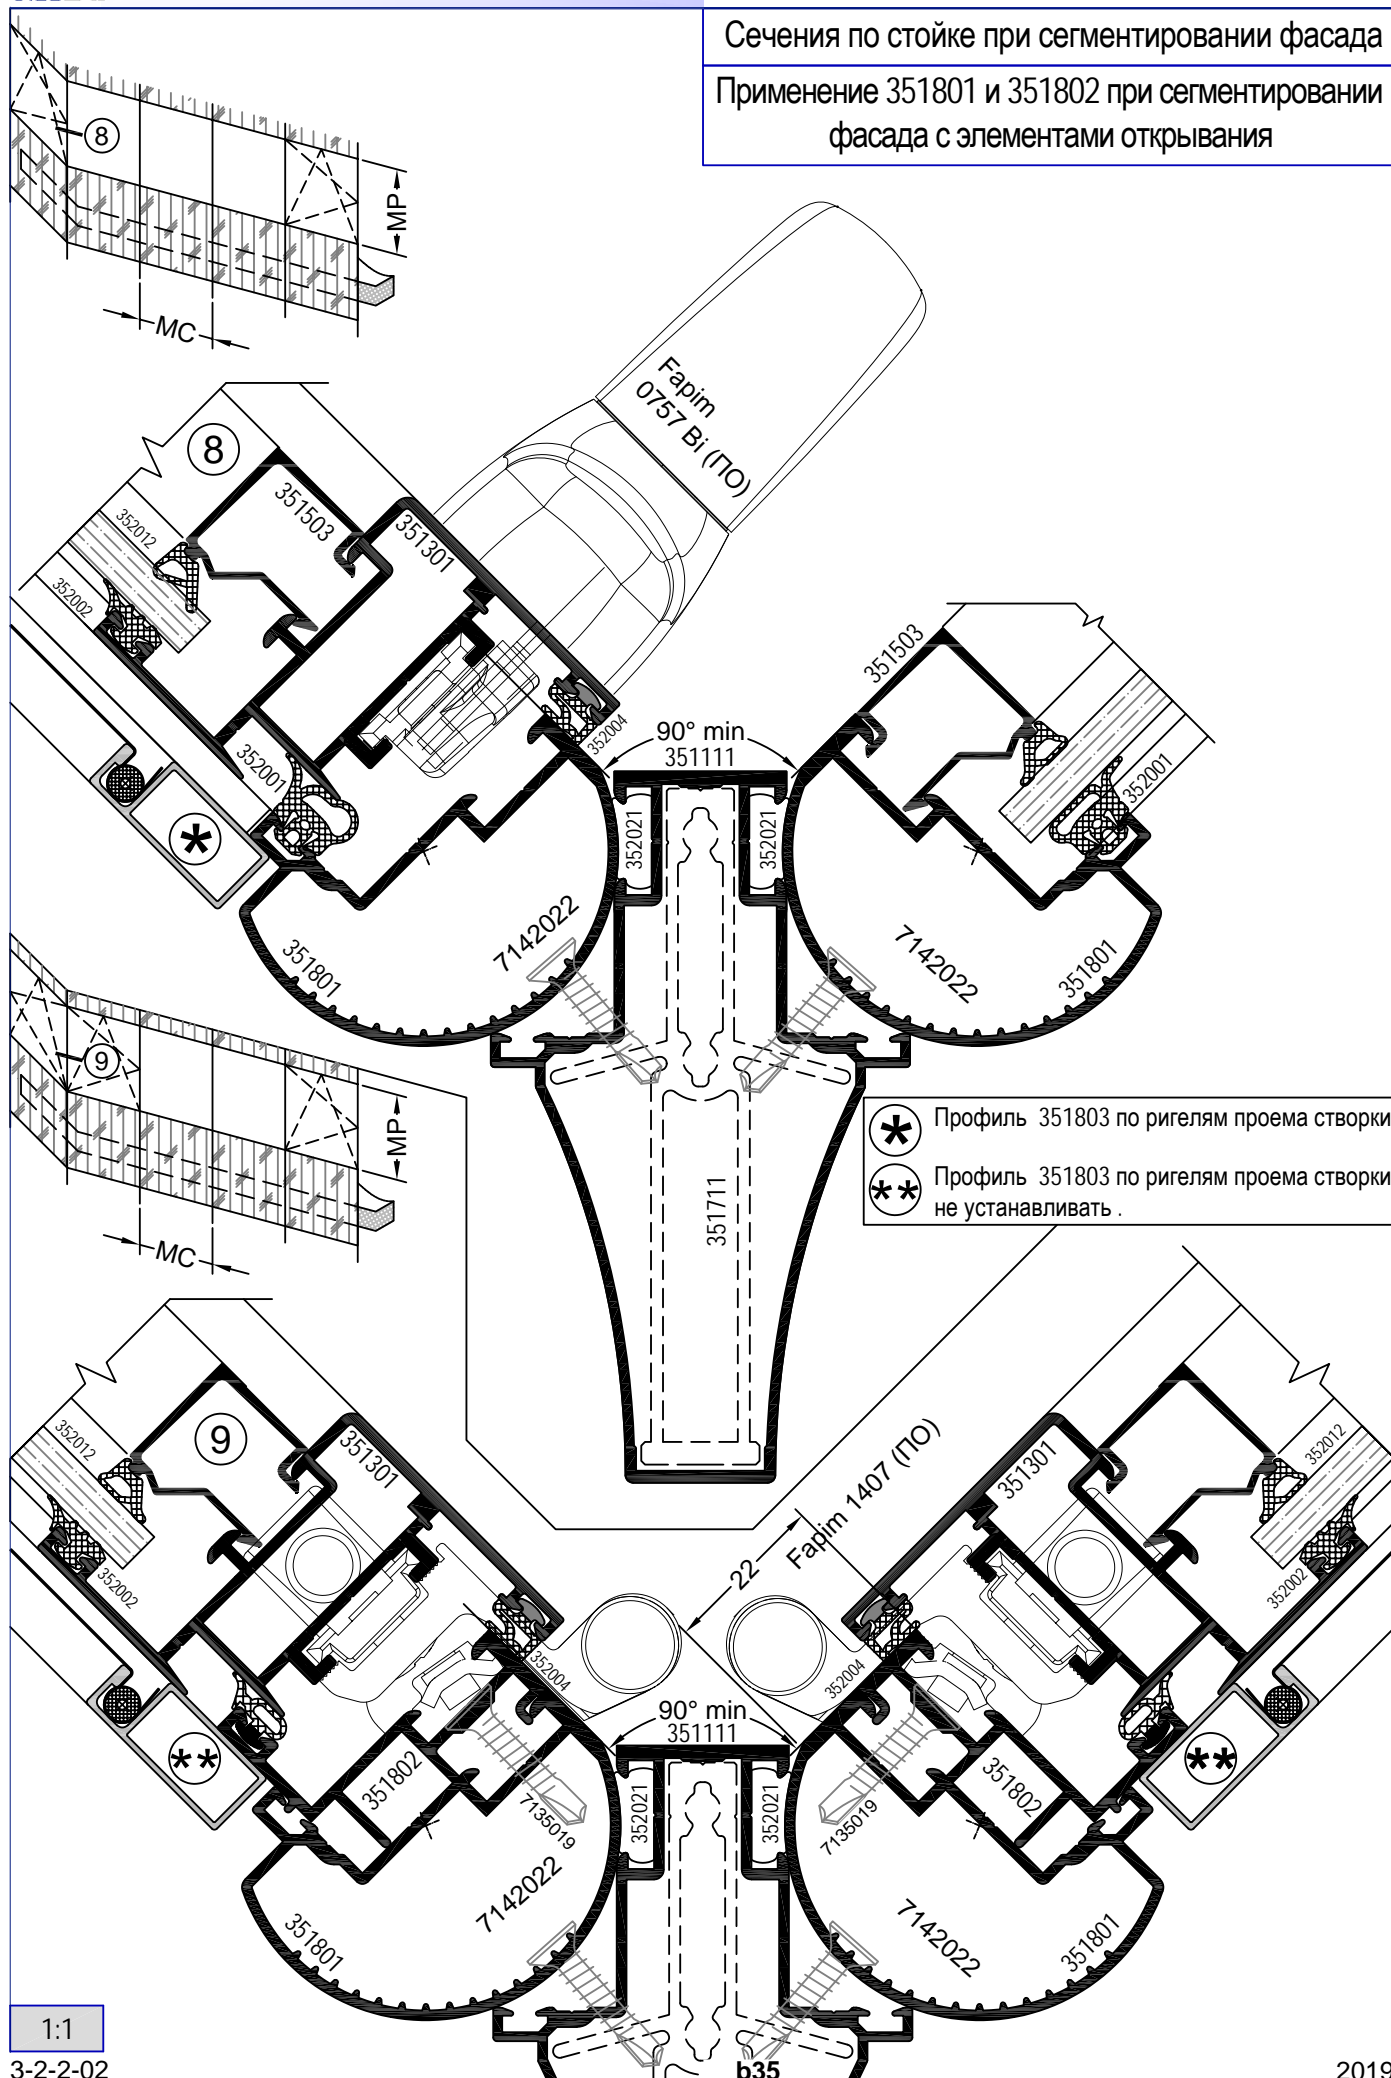 Сечения по стойке при сегментировании фасада
Применение 351801 и 351802 при сегментировании
фасада с элементами открывания
8
MP
MC
Fapim
0757 Bi (ПО)
8
351503
351301
352012
352002
352001
352004
*
90° min
351111
352021
352021
351503
352001
7142022
351801
7142022
351801
9
MP
MC
351711
* Профиль 351803 по ригелям проема створки
** Профиль 351803 по ригелям проема створки
не устанавливать .
9
352012
351301
352002
352004
**
22
Fapim 1407 (ПО)
351301
352012
352002
352004
**
90° min
351111
352021
352021
351802
351802
7135019
7135019
7142022
7142022
351801
351801
1:1
3-2-2-02
b35
2019